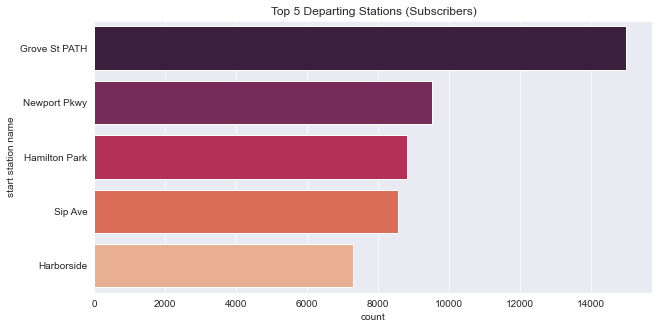 Top 5 Departing Stations (Subscribers)
start station name
Grove St PATH
Newport Pkwy
Hamilton Park
Sip Ave
Harborside
0 2000 4000 6000 8000 10000 12000 14000
count